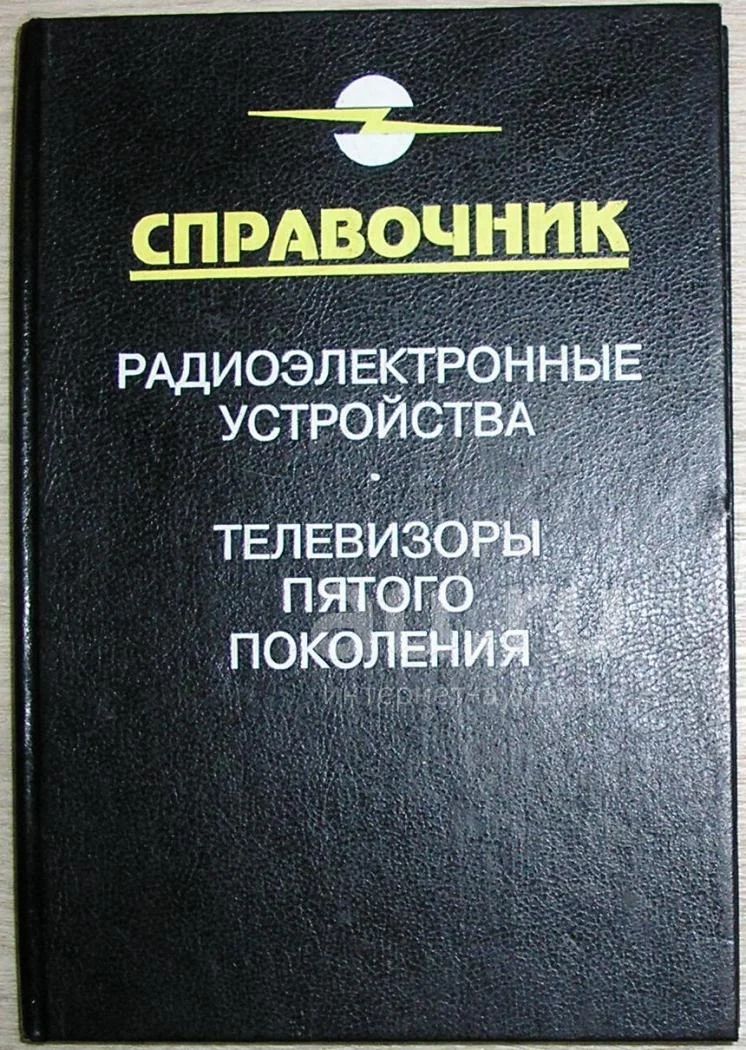 СПРАВОЧНИК
РАДИОЭЛЕКТРОННЫЕ
УСТРОЙСТВА
·
ТЕЛЕВИЗОРЫ
ПЯТОГО
ПОКОЛЕНИЯ